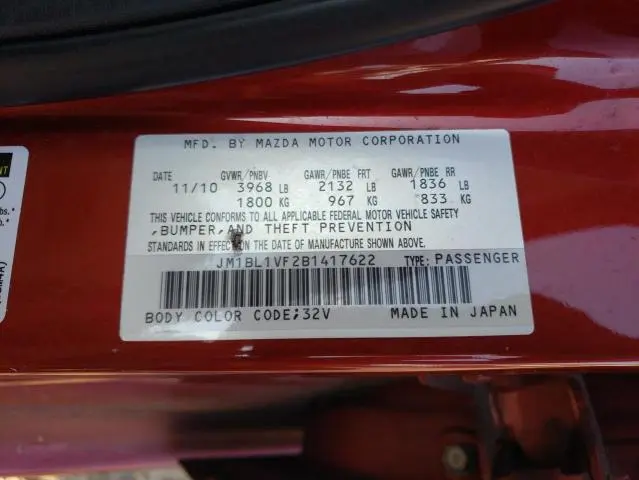 MFD. BY MAZDA MOTOR CORPORATION
DATE GVWR/PNBV GAWR/PNBE FRT GAWR/PNBE RR
11/10 3968 LB 2132 LB 1836 LB
1800 KG 967 KG 833 KG
THIS VEHICLE CONFORMS TO ALL APPLICABLE FEDERAL MOTOR VEHICLE SAFETY
,BUMPER,AND THEFT PREVENTION
STANDARDS IN EFFECT ON THE DATE OF MANUFACTURE SHOWN ABOVE.
JM1BL1VF2B1417622 TYPE: PASSENGER
BODY COLOR CODE;32V MADE IN JAPAN